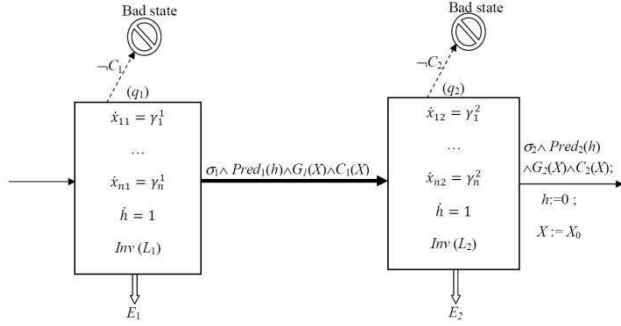 Bad state
Bad state
¬C₁
¬C₂
(q₁)
(q₂)
ẋ₁₁ = γ₁¹
…
ẋₙ₁ = γₙ¹
ḣ = 1
Inv (L₁)
σ₁∧ Pred₁(h)∧G₁(X)∧C₁(X)
ẋ₁₂ = γ₁²
…
ẋₙ₂ = γₙ²
ḣ = 1
Inv (L₂)
σ₂∧ Pred₂(h)
∧G₂(X)∧C₂(X);
h:=0 ;
X := X₀
E₁
E₂